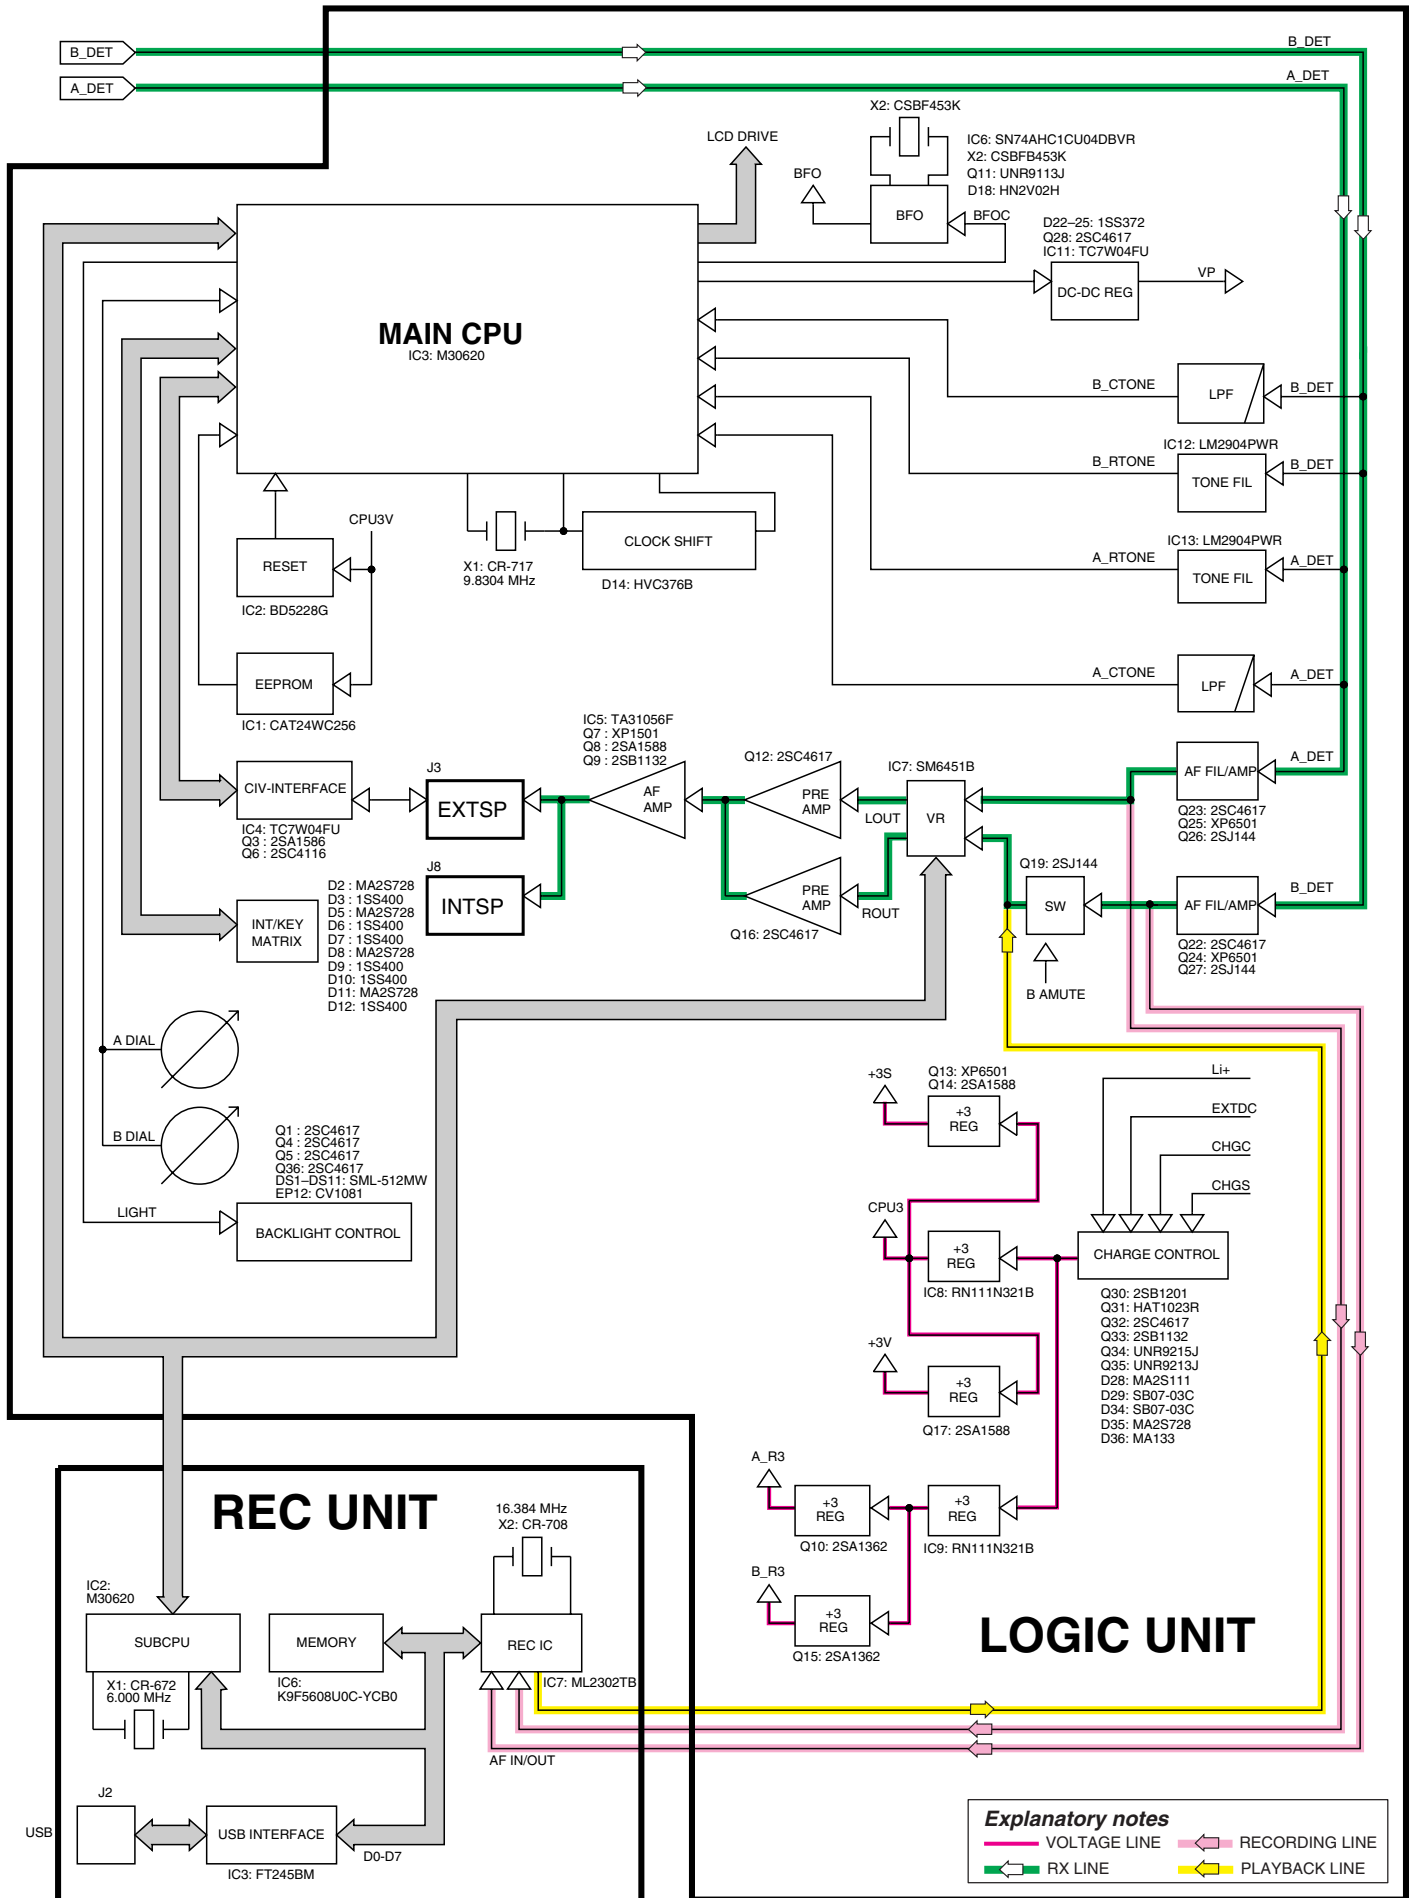 B_DET
B_DET
A_DET
A_DET
X2: CSBF453K
LCD DRIVE
IC6: SN74AHC1CU04DBVR
X2: CSBFB453K
Q11: UNR9113J
D18: HN2V02H
BFO
BFO
BFOC
D22–25: 1SS372
Q28: 2SC4617
IC11: TC7W04FU
DC-DC REG
VP
MAIN CPU
IC3: M30620
B_CTONE
LPF
B_DET
IC12: LM2904PWR
B_RTONE
TONE FIL
B_DET
IC13: LM2904PWR
A_RTONE
TONE FIL
A_DET
A_CTONE
LPF
A_DET
CPU3V
RESET
IC2: BD5228G
X1: CR-717
9.8304 MHz
CLOCK SHIFT
D14: HVC376B
EEPROM
IC1: CAT24WC256
IC5: TA31056F
Q7 : XP1501
Q8 : 2SA1588
Q9 : 2SB1132
AF
AMP
Q12: 2SC4617
PRE
AMP
IC7: SM6451B
VR
LOUT
ROUT
PRE
AMP
Q16: 2SC4617
AF FIL/AMP
A_DET
Q23: 2SC4617
Q25: XP6501
Q26: 2SJ144
Q19: 2SJ144
SW
B AMUTE
AF FIL/AMP
B_DET
Q22: 2SC4617
Q24: XP6501
Q27: 2SJ144
CIV-INTERFACE
IC4: TC7W04FU
Q3 : 2SA1586
Q6 : 2SC4116
J3
EXTSP
J8
INTSP
INT/KEY
MATRIX
D2 : MA2S728
D3 : 1SS400
D5 : MA2S728
D6 : 1SS400
D7 : 1SS400
D8 : MA2S728
D9 : 1SS400
D10: 1SS400
D11: MA2S728
D12: 1SS400
A DIAL
B DIAL
Q1 : 2SC4617
Q4 : 2SC4617
Q5 : 2SC4617
Q36: 2SC4617
DS1–DS11: SML-512MW
EP12: CV1081
LIGHT
BACKLIGHT CONTROL
+3S
Q13: XP6501
Q14: 2SA1588
+3
REG
CPU3
+3
REG
IC8: RN111N321B
+3V
+3
REG
Q17: 2SA1588
Li+
EXTDC
CHGC
CHGS
CHARGE CONTROL
Q30: 2SB1201
Q31: HAT1023R
Q32: 2SC4617
Q33: 2SB1132
Q34: UNR9215J
Q35: UNR9213J
D28: MA2S111
D29: SB07-03C
D34: SB07-03C
D35: MA2S728
D36: MA133
A_R3
+3
REG
Q10: 2SA1362
+3
REG
IC9: RN111N321B
B_R3
+3
REG
Q15: 2SA1362
LOGIC UNIT
REC UNIT
16.384 MHz
X2: CR-708
IC2:
M30620
SUBCPU
X1: CR-672
6.000 MHz
MEMORY
IC6:
K9F5608U0C-YCB0
REC IC
IC7: ML2302TB
AF IN/OUT
J2
USB
USB INTERFACE
IC3: FT245BM
D0-D7
Explanatory notes
VOLTAGE LINE
RECORDING LINE
RX LINE
PLAYBACK LINE